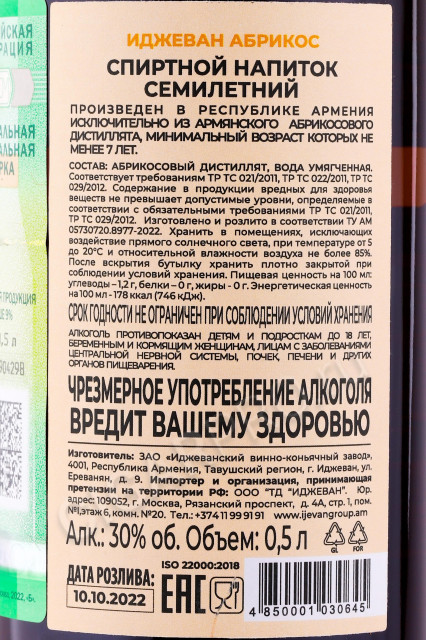 ИДЖЕВАН АБРИКОС
СПИРТНОЙ НАПИТОК
СЕМИЛЕТНИЙ
ПРОИЗВЕДЕН В РЕСПУБЛИКЕ АРМЕНИЯ
ИСКЛЮЧИТЕЛЬНО ИЗ АРМЯНСКОГО АБРИКОСОВОГО
ДИСТИЛЛЯТА, МИНИМАЛЬНЫЙ ВОЗРАСТ КОТОРЫХ НЕ
МЕНЕЕ 7 ЛЕТ.
СОСТАВ: АБРИКОСОВЫЙ ДИСТИЛЛЯТ, ВОДА УМЯГЧЕННАЯ.
Соответствует требованиям ТР ТС 021/2011, ТР ТС 022/2011, ТР ТС
029/2012. Содержание в продукции вредных для здоровья
веществ не превышает допустимые уровни, определяемые в
соответствии с обязательными требованиями ТР ТС 021/2011,
ТР ТС 029/2012. Изготовлено и розлито в соответствии ТУ АМ
05730720.8977-2022. Хранить в помещениях, исключающих
воздействие прямого солнечного света, при температуре от 5
до 20°С и относительной влажности воздуха не более 85%.
После вскрытия бутылку хранить плотно закрытой при
соблюдении условий хранения. Пищевая ценность на 100 мл:
углеводы – 1,2 г, белки – 0 г, жиры - 0 г. Энергетическая ценность
на 100 мл - 178 ккал (746 кДж).
СРОК ГОДНОСТИ НЕ ОГРАНИЧЕН ПРИ СОБЛЮДЕНИИ УСЛОВИЙ ХРАНЕНИЯ
АЛКОГОЛЬ ПРОТИВОПОКАЗАН ДЕТЯМ И ПОДРОСТКАМ ДО 18 ЛЕТ,
БЕРЕМЕННЫМ И КОРМЯЩИМ ЖЕНЩИНАМ, ЛИЦАМ С ЗАБОЛЕВАНИЯМИ
ЦЕНТРАЛЬНОЙ НЕРВНОЙ СИСТЕМЫ, ПОЧЕК, ПЕЧЕНИ И ДРУГИХ
ОРГАНОВ ПИЩЕВАРЕНИЯ.
ЧРЕЗМЕРНОЕ УПОТРЕБЛЕНИЕ АЛКОГОЛЯ
ВРЕДИТ ВАШЕМУ ЗДОРОВЬЮ
Изготовитель: ЗАО «Иджеванский винно-коньячный завод»,
4001, Республика Армения, Тавушский регион, г. Иджеван, ул.
Ереванян, д. 9. Импортер и организация, принимающая
претензии на территории РФ: ООО "ТД "ИДЖЕВАН". Юр.
адрес: 109052, г. Москва, Рязанский проспект, д. 4А, стр. 1, пом.
№1, этаж 6, комн. №20. Тел.: +374 11 99 91 91 www.ijevangroup.com
Алк.: 30% об. Объем: 0,5 л
GL FOR
ISO 22000:2018
ДАТА РОЗЛИВА:
10.10.2022
ЕАС
4 850001 030645